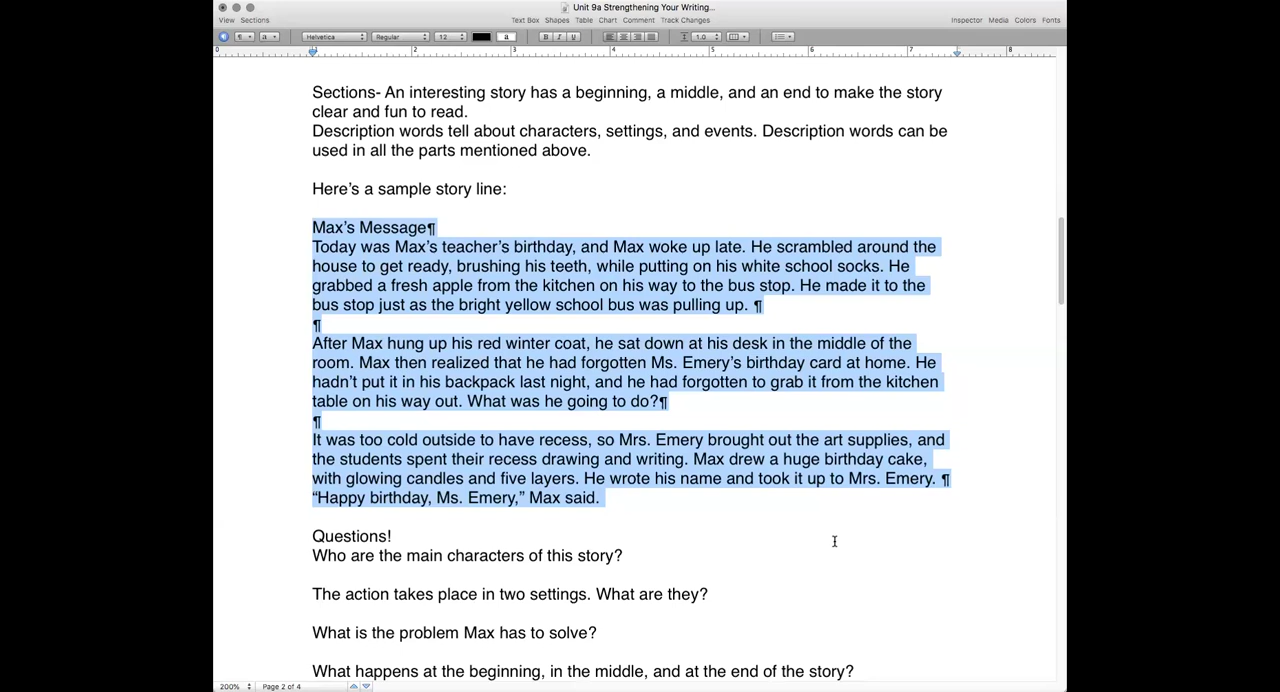 Unit 9a Strengthening Your Writing...
View Sections Text Box Shapes Table Chart Comment Track Changes Inspector Media Colors Fonts
¶ a Helvetica Regular 12 a B I U 1.0
0 1 2 3 4 5 6 7 8
Sections- An interesting story has a beginning, a middle, and an end to make the story
clear and fun to read.
Description words tell about characters, settings, and events. Description words can be
used in all the parts mentioned above.
Here’s a sample story line:
Max’s Message¶
Today was Max’s teacher’s birthday, and Max woke up late. He scrambled around the
house to get ready, brushing his teeth, while putting on his white school socks. He
grabbed a fresh apple from the kitchen on his way to the bus stop. He made it to the
bus stop just as the bright yellow school bus was pulling up. ¶
¶
After Max hung up his red winter coat, he sat down at his desk in the middle of the
room. Max then realized that he had forgotten Ms. Emery’s birthday card at home. He
hadn’t put it in his backpack last night, and he had forgotten to grab it from the kitchen
table on his way out. What was he going to do?¶
¶
It was too cold outside to have recess, so Mrs. Emery brought out the art supplies, and
the students spent their recess drawing and writing. Max drew a huge birthday cake,
with glowing candles and five layers. He wrote his name and took it up to Mrs. Emery. ¶
“Happy birthday, Ms. Emery,” Max said.
Questions!
Who are the main characters of this story?
The action takes place in two settings. What are they?
What is the problem Max has to solve?
What happens at the beginning, in the middle, and at the end of the story?
200% Page 2 of 4